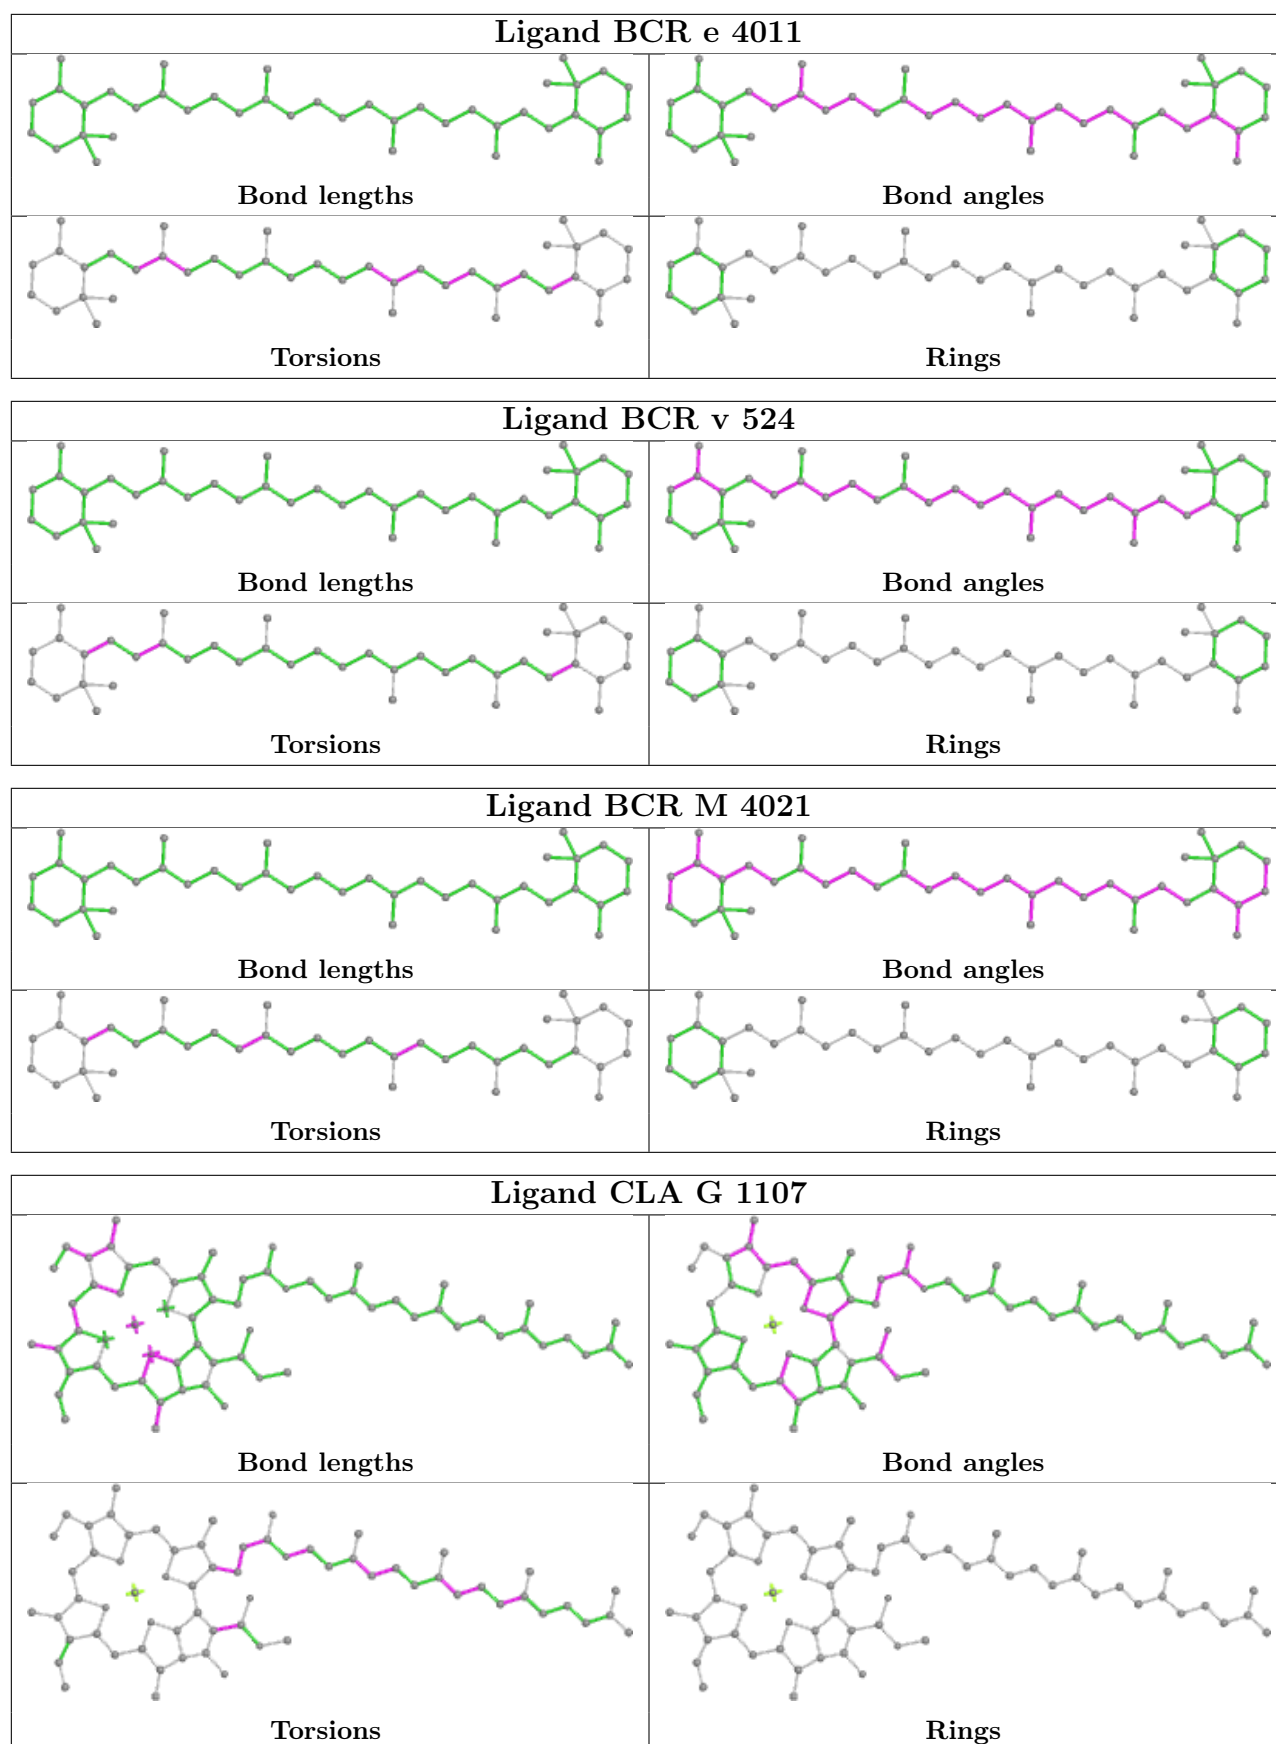 Ligand BCR e 4011
Bond lengths
Bond angles
Torsions
Rings
Ligand BCR v 524
Bond lengths
Bond angles
Torsions
Rings
Ligand BCR M 4021
Bond lengths
Bond angles
Torsions
Rings
Ligand CLA G 1107
Bond lengths
Bond angles
Torsions
Rings